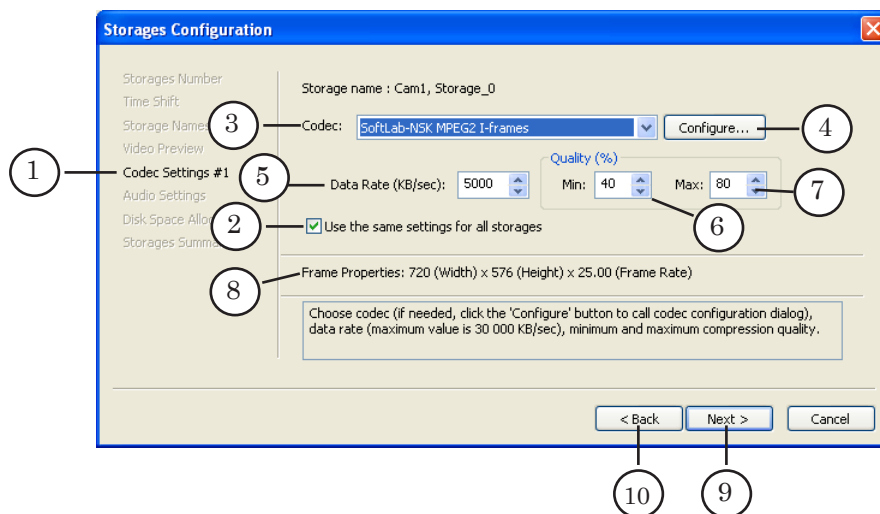 Storages Configuration
Storages Number
Time Shift
Storage Names
Video Preview
Codec Settings #1
Audio Settings
Disk Space
Storages
Storage name : Cam1, Storage_0
Codec: SoftLab-NSK MPEG2 I-frames Configure...
Quality (%)
Data Rate (KB/sec): 5000 Min: 40 Max: 80
Use the same settings for all storages
Frame Properties: 720 (Width) x 576 (Height) x 25.00 (Frame Rate)
Choose codec (if needed, click the 'Configure' button to call codec configuration dialog),
data rate (maximum value is 30 000 KB/sec), minimum and maximum compression quality.
< Back Next > Cancel
1
2
3
4
5
6
7
8
9
10